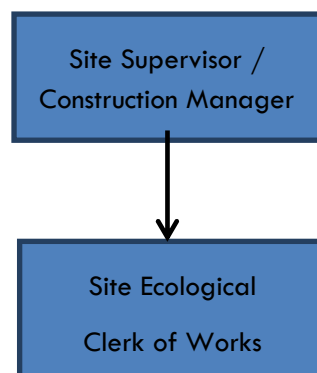 Site Supervisor /
Construction Manager
Site Ecological
Clerk of Works